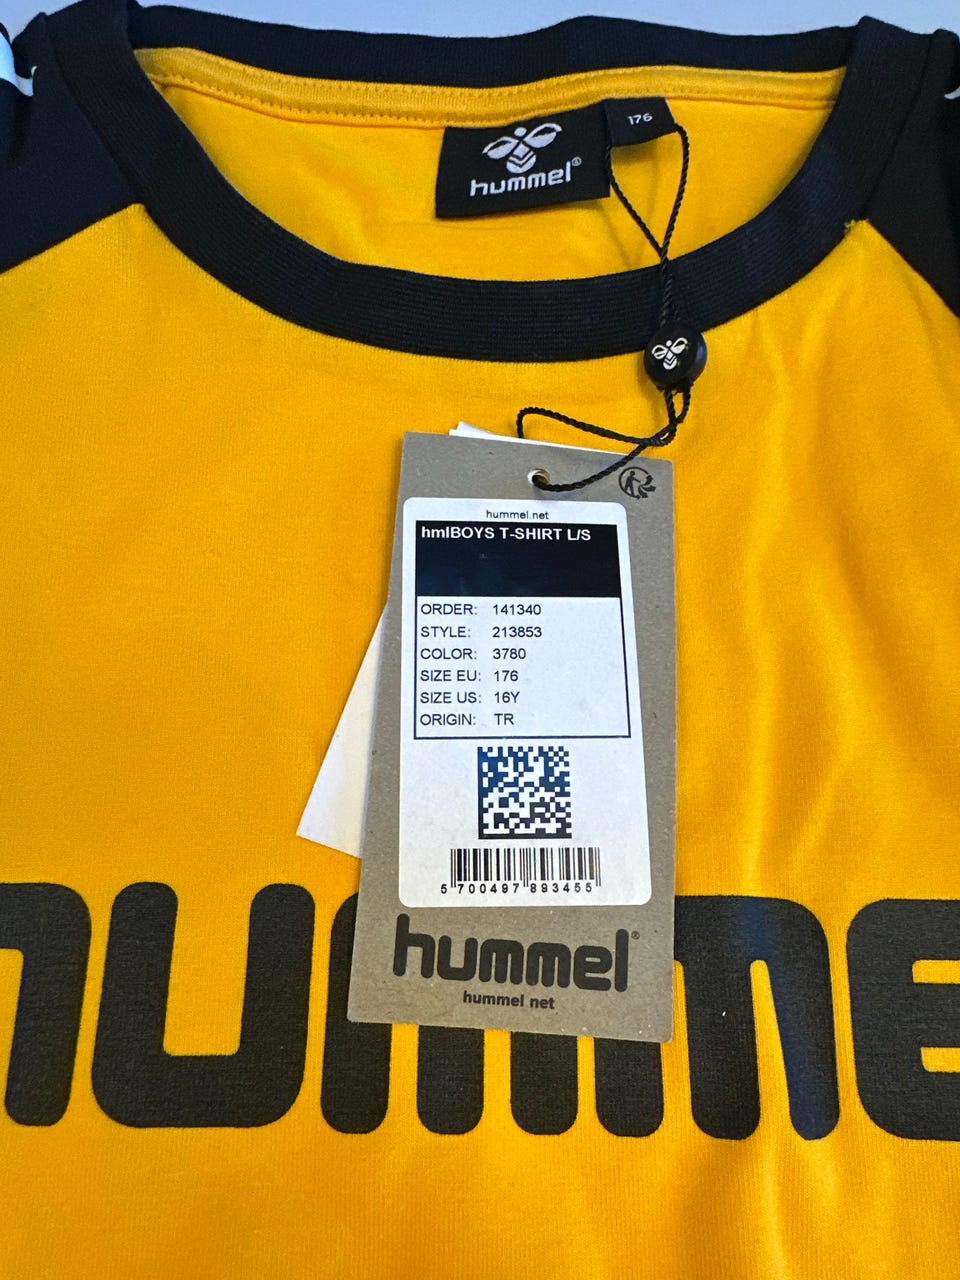 hummel®
176
hummel.net
hmlBOYS T-SHIRT L/S
ORDER: 141340
STYLE: 213853
COLOR: 3780
SIZE EU: 176
SIZE US: 16Y
ORIGIN: TR
5 700497 893455
hummel®
hummel net
hummel